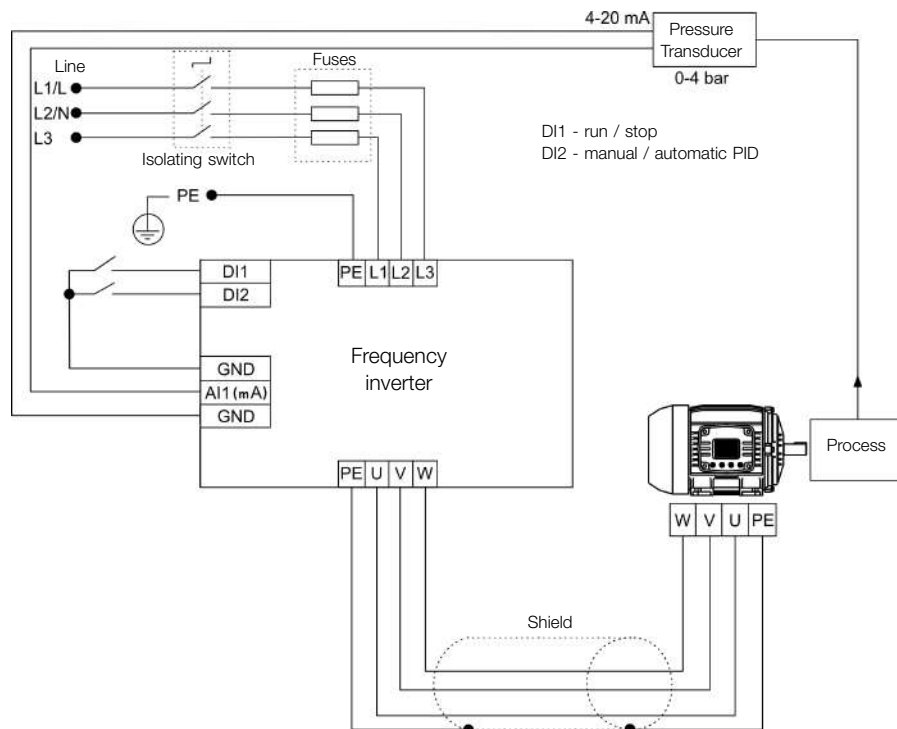 4-20 mA
Pressure
Transducer
0-4 bar
Line
Fuses
L1/L
L2/N
L3
Isolating switch
DI1 - run / stop
DI2 - manual / automatic PID
PE
PE L1 L2 L3
DI1
DI2
GND
AI1 (mA)
GND
Frequency
inverter
PE U V W
Process
W V U PE
Shield